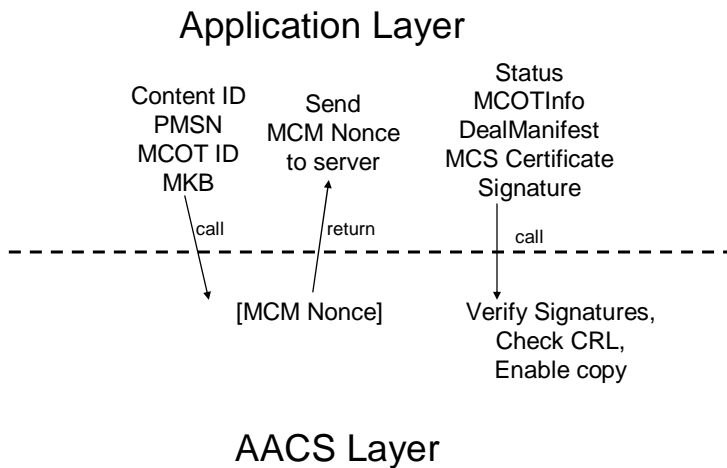 Application Layer
Content ID
PMSN
MCOT ID
MKB
Send
MCM Nonce
to server
Status
MCOTInfo
DealManifest
MCS Certificate
Signature
call
return
call
[MCM Nonce]
Verify Signatures,
Check CRL,
Enable copy
AACS Layer